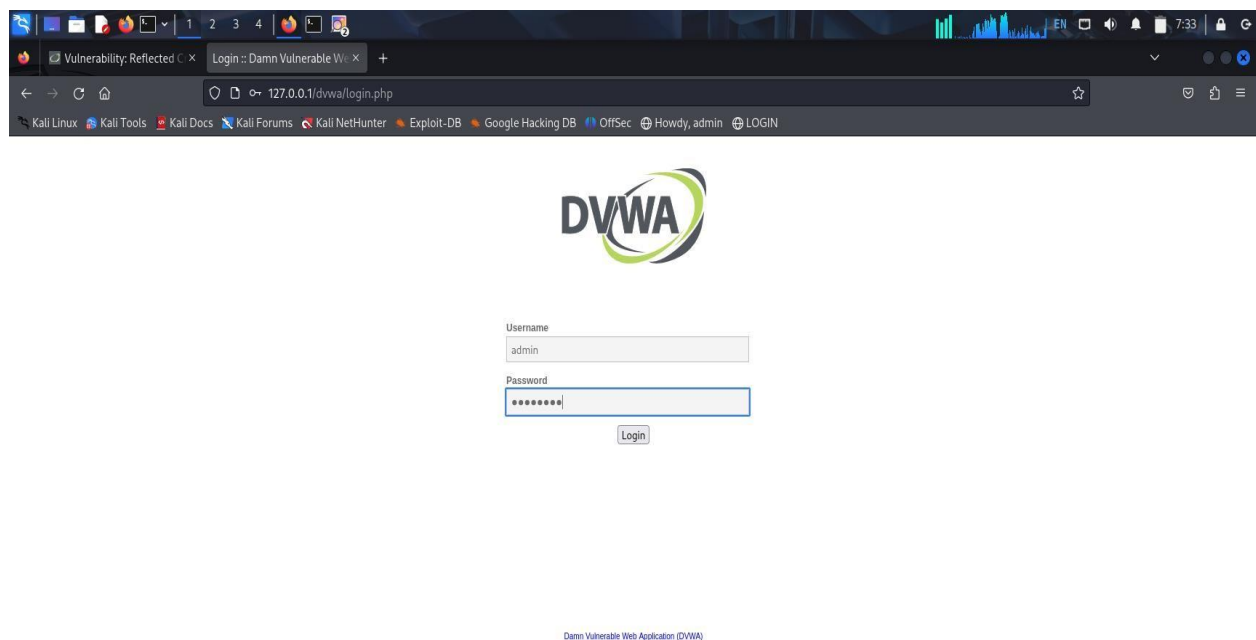 1 2 3 4 2 EN 7:33
Vulnerability: Reflected C Login :: Damn Vulnerable We
127.0.0.1/dvwa/login.php
Kali Linux Kali Tools Kali Docs Kali Forums Kali NetHunter Exploit-DB Google Hacking DB OffSec Howdy, admin LOGIN
DVWA
Username
admin
Password
••••••••
Login
Damn Vulnerable Web Application (DVWA)